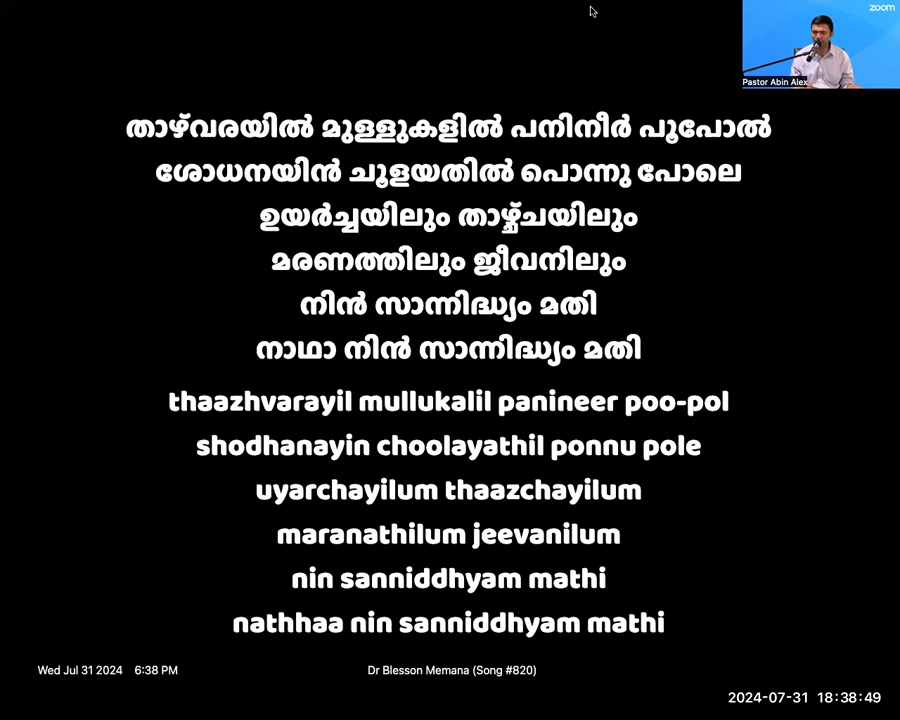 zoom
Pastor Abin Alex
താഴ്‌വരയിൽ മുള്ളുകളിൽ പനിനീർ പൂപോൽ
ശോധനയിൻ ചൂളയതിൽ പൊന്നു പോലെ
ഉയർച്ചയിലും താഴ്ച്ചയിലും
മരണത്തിലും ജീവനിലും
നിൻ സാന്നിദ്ധ്യം മതി
നാഥാ നിൻ സാന്നിദ്ധ്യം മതി
thaazhvarayil mullukalil panineer poo-pol
shodhanayin choolayathil ponnu pole
uyarchayilum thaazchayilum
maranathilum jeevanilum
nin sanniddhyam mathi
nathhaa nin sanniddhyam mathi
Wed Jul 31 2024 6:38 PM Dr Blesson Memana (Song #820)
2024-07-31 18:38:49